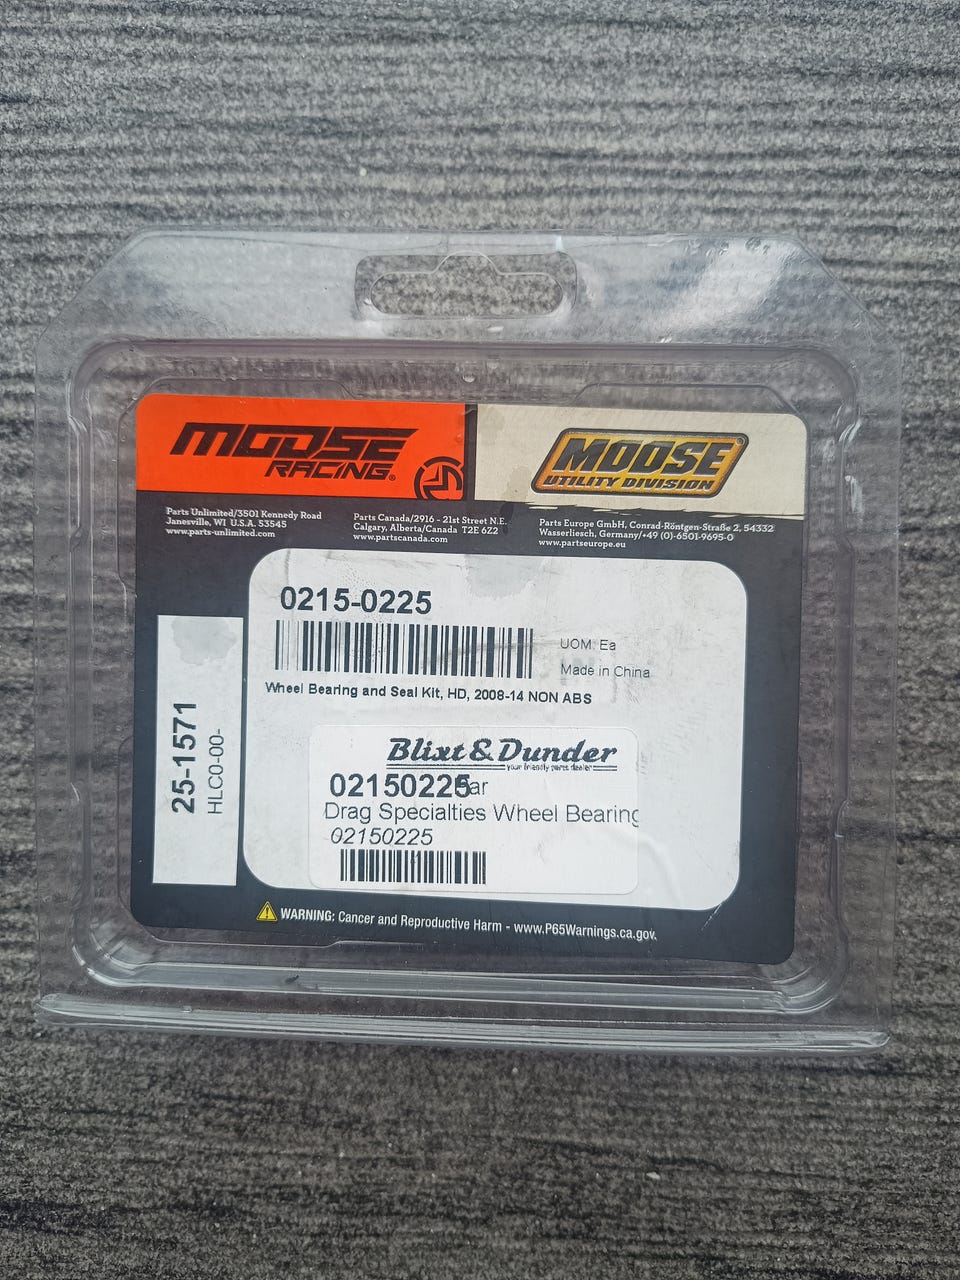 MOOSE
RACING
MOOSE
UTILITY DIVISION
Parts Unlimited/3501 Kennedy Road
Janesville, WI U.S.A. 53545
www.parts-unlimited.com
Parts Canada/2916 - 21st Street N.E.
Calgary, Alberta/Canada T2E 6Z2
www.partscanada.com
Parts Europe GmbH, Conrad-Röntgen-Straße 2, 54332
Wasserliesch, Germany/+49 (0)-6501-9695-0
www.partseurope.eu
0215-0225
UOM: Ea
Made in China
Wheel Bearing and Seal Kit, HD, 2008-14 NON ABS
25-1571
HLC0-00-
Blixt & Dunder
your friendly parts dealer
02150225
Drag Specialties Wheel Bearing
02150225
WARNING: Cancer and Reproductive Harm - www.P65Warnings.ca.gov.